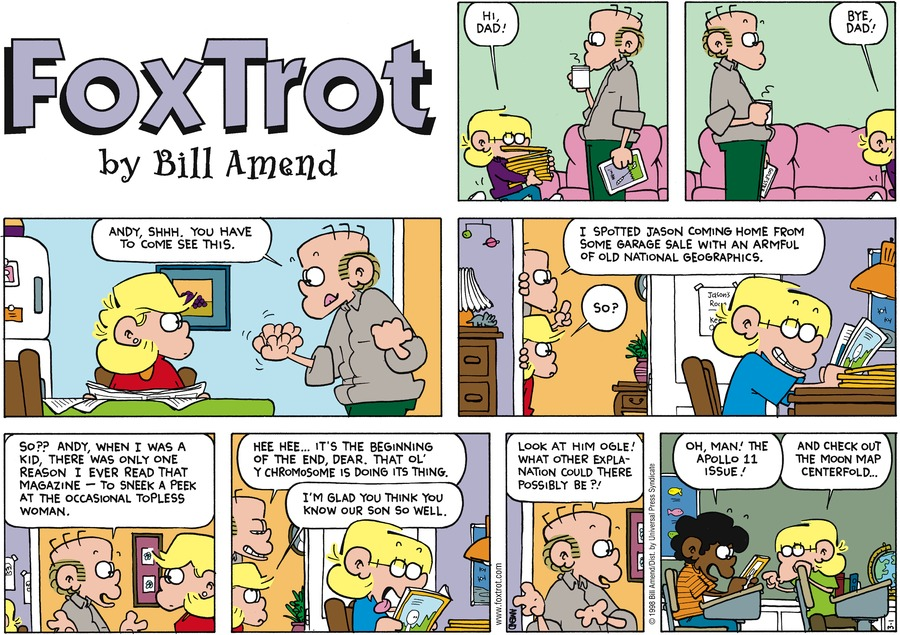 FoxTrot
by Bill Amend
HI,
DAD!
BYE,
DAD!
ANDY, SHHH. YOU HAVE
TO COME SEE THIS.
I SPOTTED JASON COMING HOME FROM
SOME GARAGE SALE WITH AN ARMFUL
OF OLD NATIONAL GEOGRAPHICS.
SO?
Jason's
SO?? ANDY, WHEN I WAS A
KID, THERE WAS ONLY ONE
REASON I EVER READ THAT
MAGAZINE — TO SNEEK A PEEK
AT THE OCCASIONAL TOPLESS
WOMAN.
HEE HEE... IT'S THE BEGINNING
OF THE END, DEAR. THAT OL'
Y CHROMOSOME IS DOING ITS THING.
I'M GLAD YOU THINK YOU
KNOW OUR SON SO WELL.
www.foxtrot.com
LOOK AT HIM OGLE!
WHAT OTHER EXPLA-
NATION COULD THERE
POSSIBLY BE?!
AMEND
© 1998 Bill Amend/Dist. by Universal Press Syndicate
OH, MAN! THE
APOLLO 11
ISSUE!
AND CHECK OUT
THE MOON MAP
CENTERFOLD...
3-1